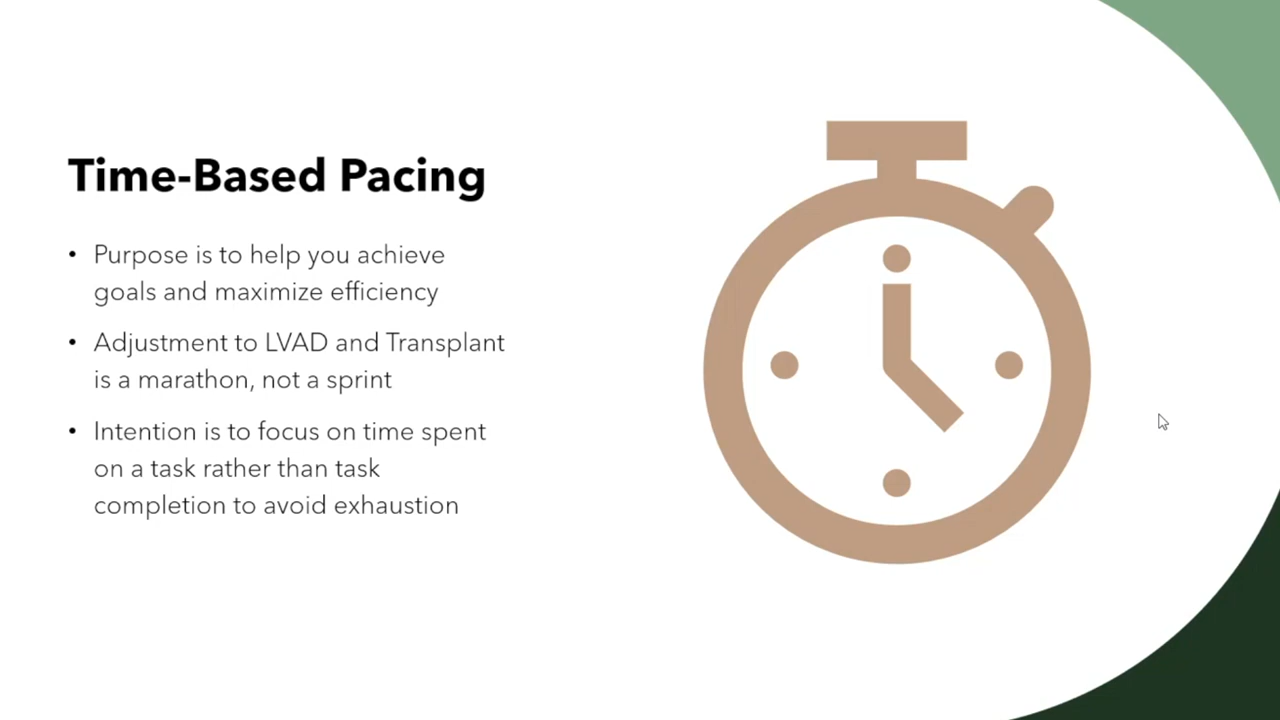 Time-Based Pacing
• Purpose is to help you achieve
goals and maximize efficiency
• Adjustment to LVAD and Transplant
is a marathon, not a sprint
• Intention is to focus on time spent
on a task rather than task
completion to avoid exhaustion